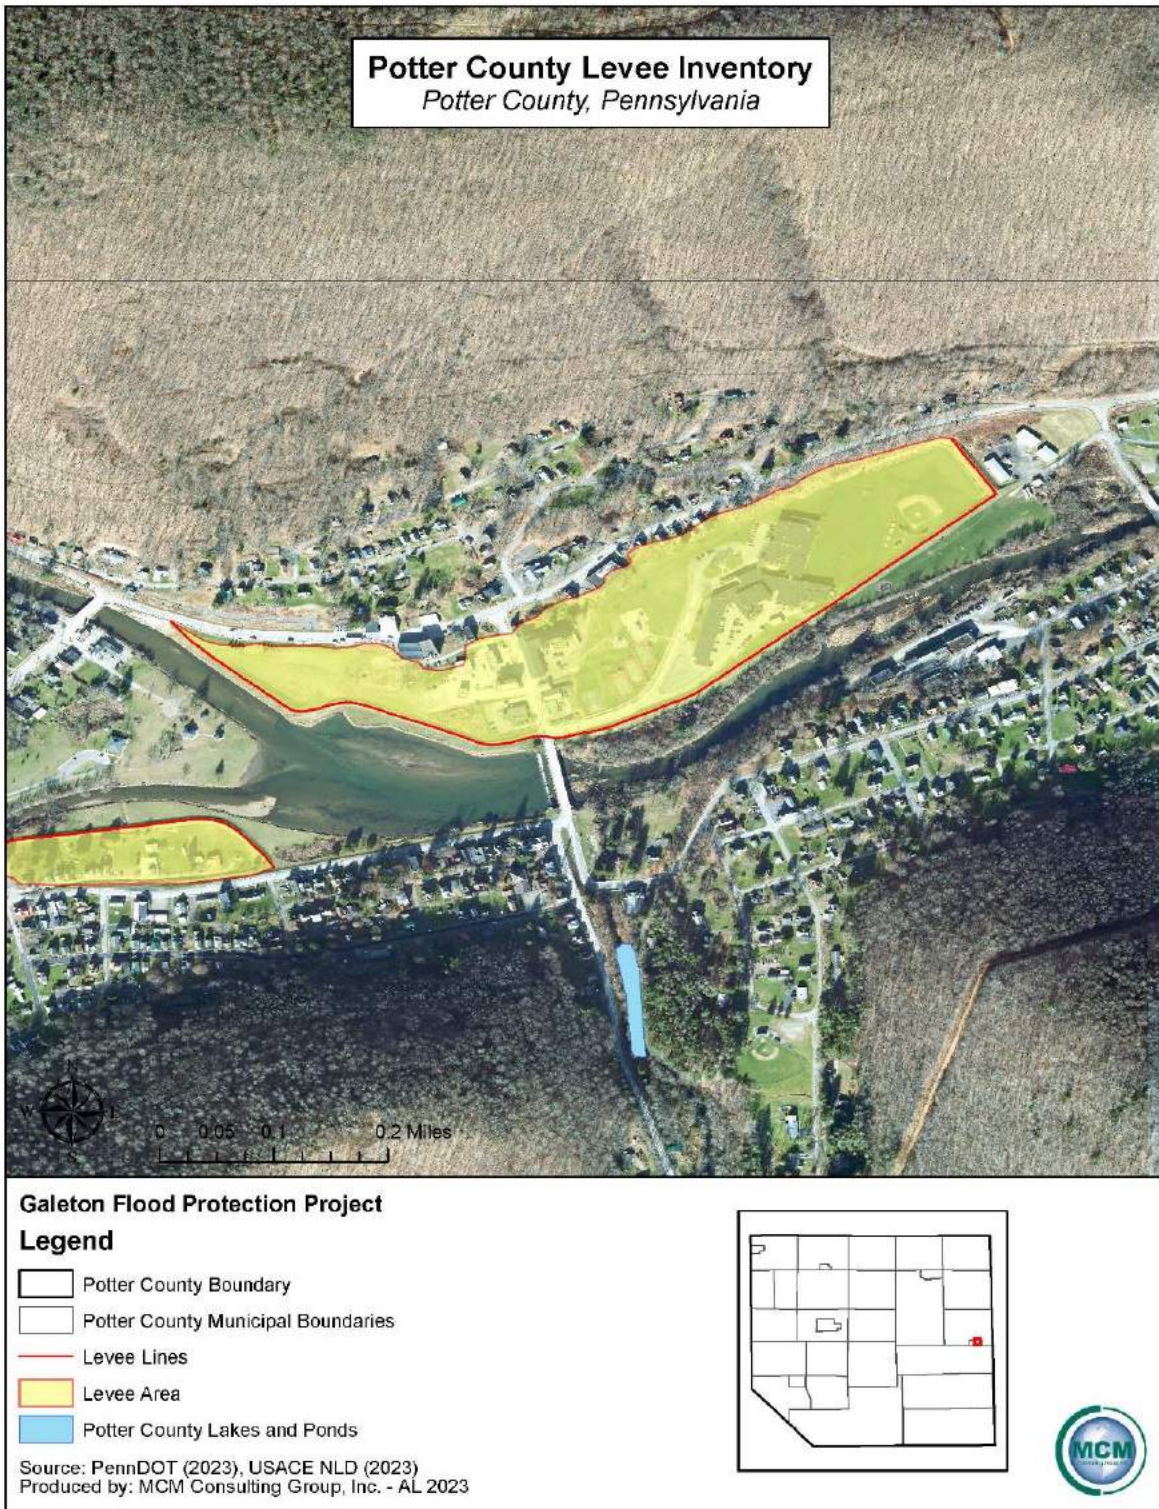 Potter County Levee Inventory
Potter County, Pennsylvania
N
W E
S
0 0.05 0.1 0.2 Miles
Galeton Flood Protection Project
Legend
Potter County Boundary
Potter County Municipal Boundaries
Levee Lines
Levee Area
Potter County Lakes and Ponds
Source: PennDOT (2023), USACE NLD (2023)
Produced by: MCM Consulting Group, Inc. - AL 2023
MCM